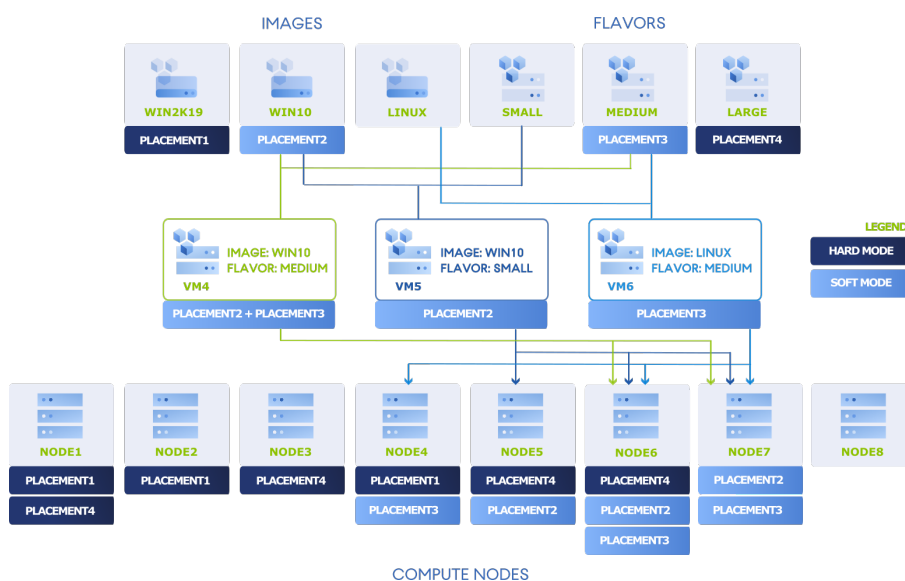 IMAGES
FLAVORS
WIN2K19
WIN10
LINUX
SMALL
MEDIUM
LARGE
PLACEMENT1
PLACEMENT2
PLACEMENT3
PLACEMENT4
IMAGE: WIN10
FLAVOR: MEDIUM
VM4
PLACEMENT2 + PLACEMENT3
IMAGE: WIN10
FLAVOR: SMALL
VM5
PLACEMENT2
IMAGE: LINUX
FLAVOR: MEDIUM
VM6
PLACEMENT3
LEGEND
HARD MODE
SOFT MODE
NODE1
PLACEMENT1
PLACEMENT4
NODE2
PLACEMENT1
NODE3
PLACEMENT4
NODE4
PLACEMENT1
PLACEMENT3
NODE5
PLACEMENT4
PLACEMENT2
NODE6
PLACEMENT4
PLACEMENT2
PLACEMENT3
NODE7
PLACEMENT2
PLACEMENT3
NODE8
COMPUTE NODES